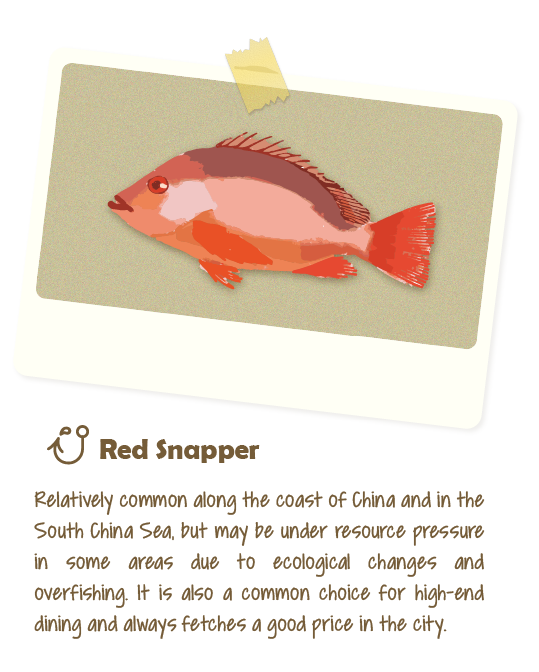 Red Snapper
Relatively common along the coast of China and in the
South China Sea, but may be under resource pressure
in some areas due to ecological changes and
overfishing. It is also a common choice for high-end
dining and always fetches a good price in the city.